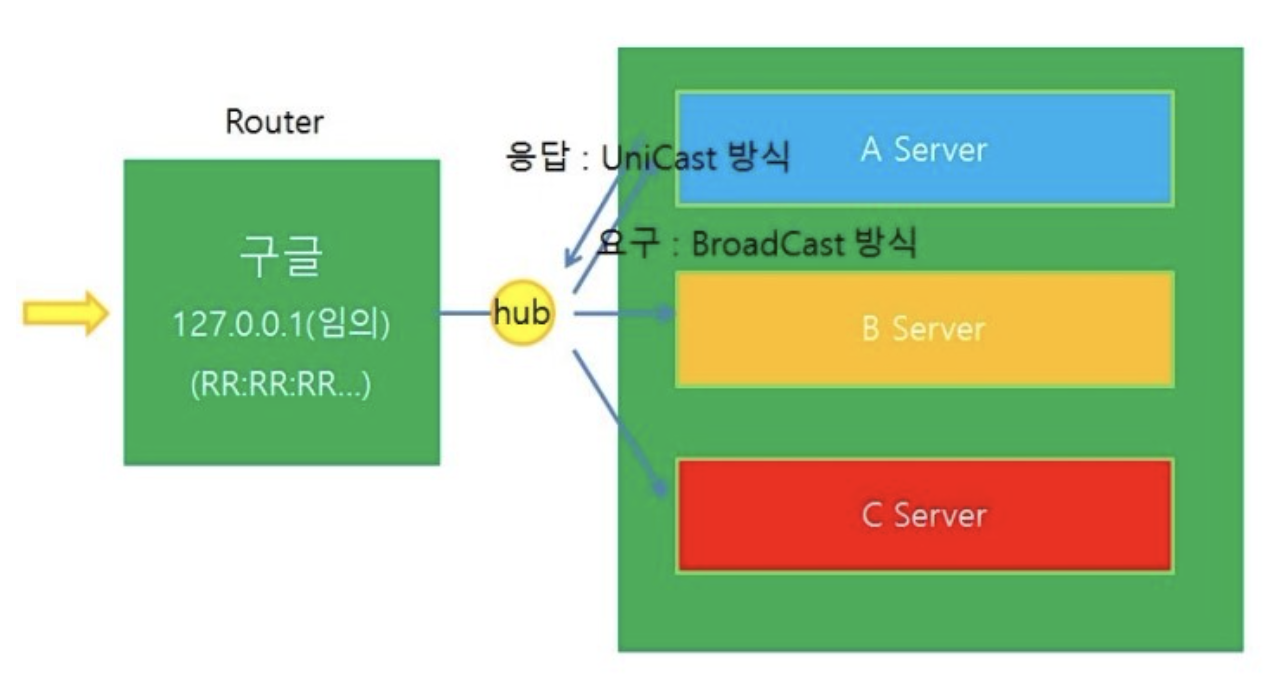 Router
구글
127.0.0.1(임의)
(RR:RR:RR...)
hub
응답 : UniCast 방식
요구 : BroadCast 방식
A Server
B Server
C Server